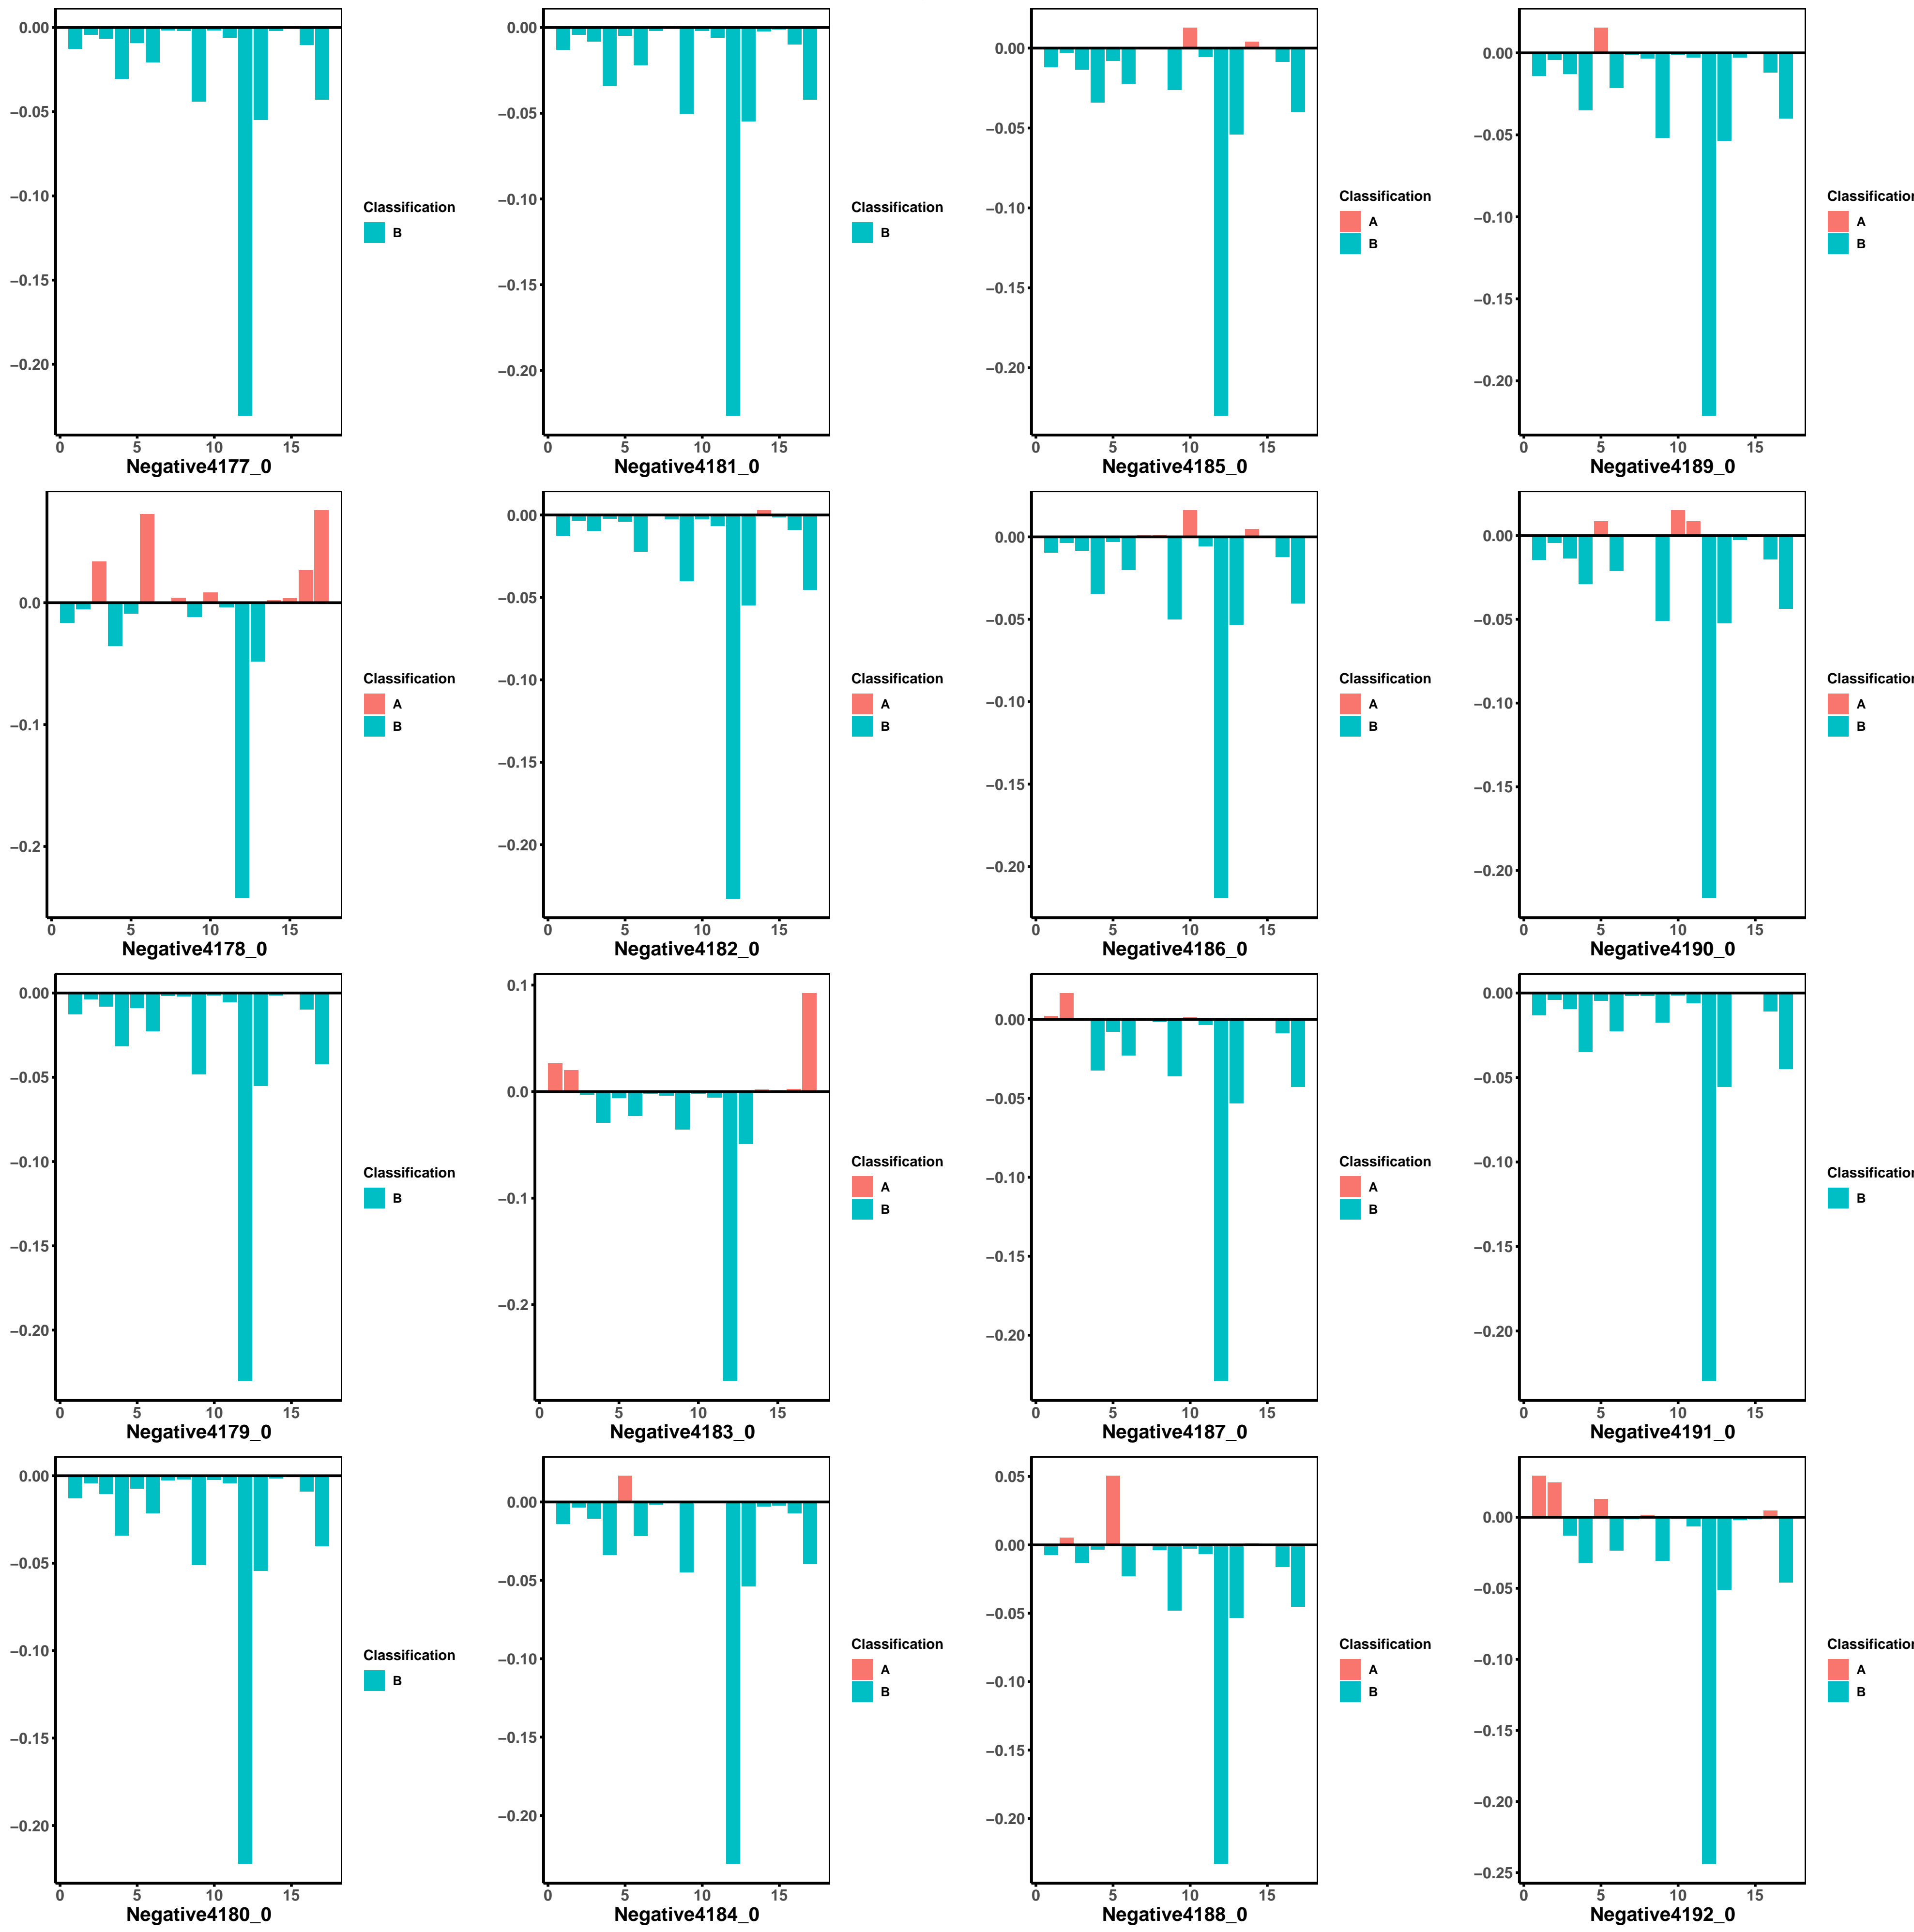 0.00
−0.05
−0.10
−0.15
−0.20
0 5 10 15
Negative4177_0
Classification
B
0.00
−0.05
−0.10
−0.15
−0.20
0 5 10 15
Negative4181_0
Classification
B
0.00
−0.05
−0.10
−0.15
−0.20
0 5 10 15
Negative4185_0
Classification
A
B
0.00
−0.05
−0.10
−0.15
−0.20
0 5 10 15
Negative4189_0
Classification
A
B
0.0
−0.1
−0.2
0 5 10 15
Negative4178_0
Classification
A
B
0.00
−0.05
−0.10
−0.15
−0.20
0 5 10 15
Negative4182_0
Classification
A
B
0.00
−0.05
−0.10
−0.15
−0.20
0 5 10 15
Negative4186_0
Classification
A
B
0.00
−0.05
−0.10
−0.15
−0.20
0 5 10 15
Negative4190_0
Classification
A
B
0.00
−0.05
−0.10
−0.15
−0.20
0 5 10 15
Negative4179_0
Classification
B
0.1
0.0
−0.1
−0.2
0 5 10 15
Negative4183_0
Classification
A
B
0.00
−0.05
−0.10
−0.15
−0.20
0 5 10 15
Negative4187_0
Classification
A
B
0.00
−0.05
−0.10
−0.15
−0.20
0 5 10 15
Negative4191_0
Classification
B
0.00
−0.05
−0.10
−0.15
−0.20
0 5 10 15
Negative4180_0
Classification
B
0.00
−0.05
−0.10
−0.15
−0.20
0 5 10 15
Negative4184_0
Classification
A
B
0.05
0.00
−0.05
−0.10
−0.15
−0.20
0 5 10 15
Negative4188_0
Classification
A
B
0.00
−0.05
−0.10
−0.15
−0.20
−0.25
0 5 10 15
Negative4192_0
Classification
A
B